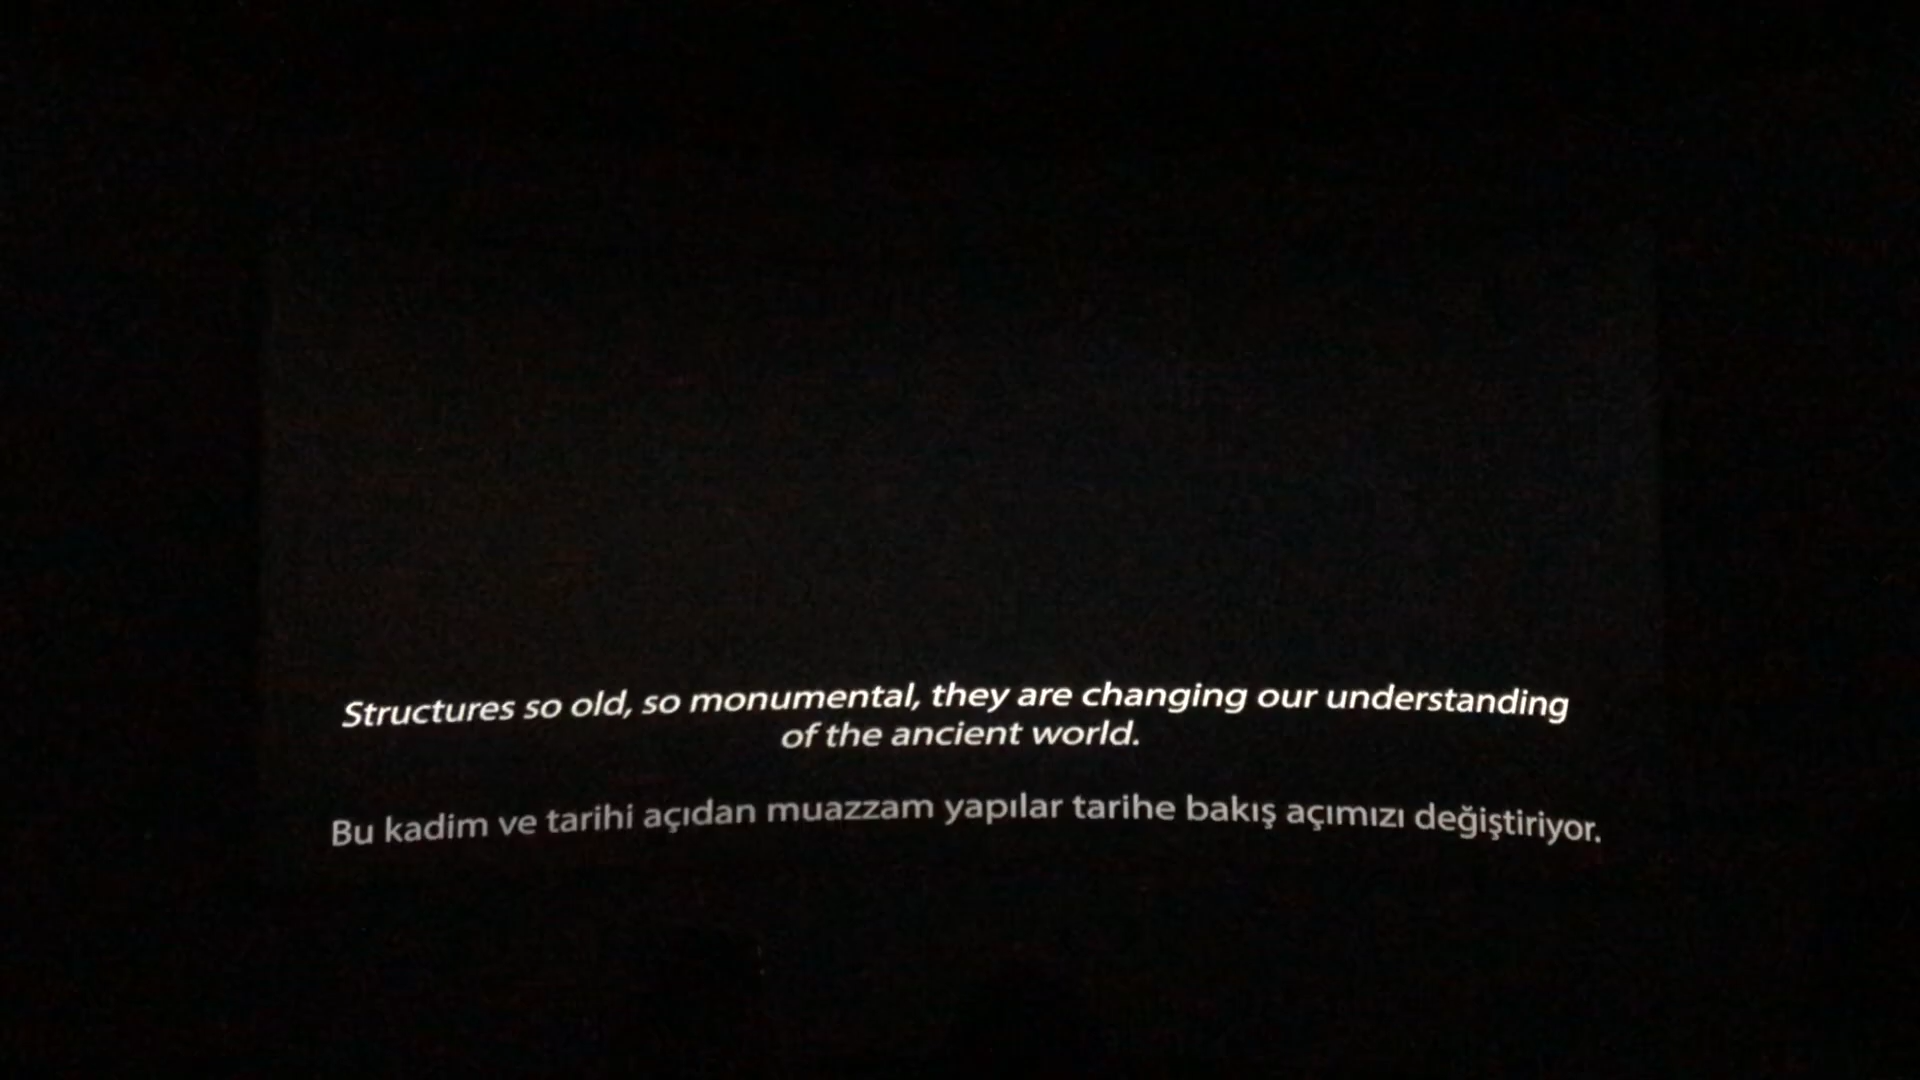 Structures so old, so monumental, they are changing our understanding
of the ancient world.
Bu kadim ve tarihi açıdan muazzam yapılar tarihe bakış açımızı değiştiriyor.